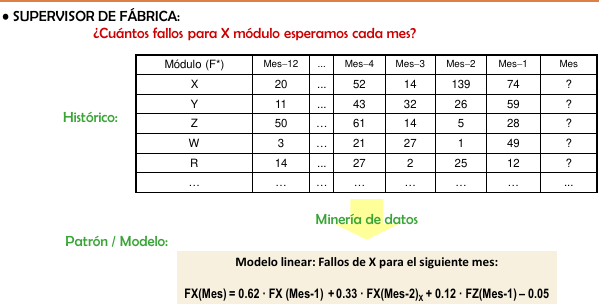 • SUPERVISOR DE FÁBRICA:
¿Cuántos fallos para X módulo esperamos cada mes?
Módulo (F*) Mes−12 ... Mes−4 Mes−3 Mes−2 Mes−1 Mes
X 20 ... 52 14 139 74 ?
Y 11 ... 43 32 26 59 ?
Histórico:
Z 50 ... 61 14 5 28 ?
W 3 ... 21 27 1 49 ?
R 14 ... 27 2 25 12 ?
... ... ... ... ... ... ... ...
Minería de datos
Patrón / Modelo:
Modelo linear: Fallos de X para el siguiente mes:
FX(Mes) = 0.62 · FX (Mes-1) + 0.33 · FX(Mes-2)X + 0.12 · FZ(Mes-1) – 0.05